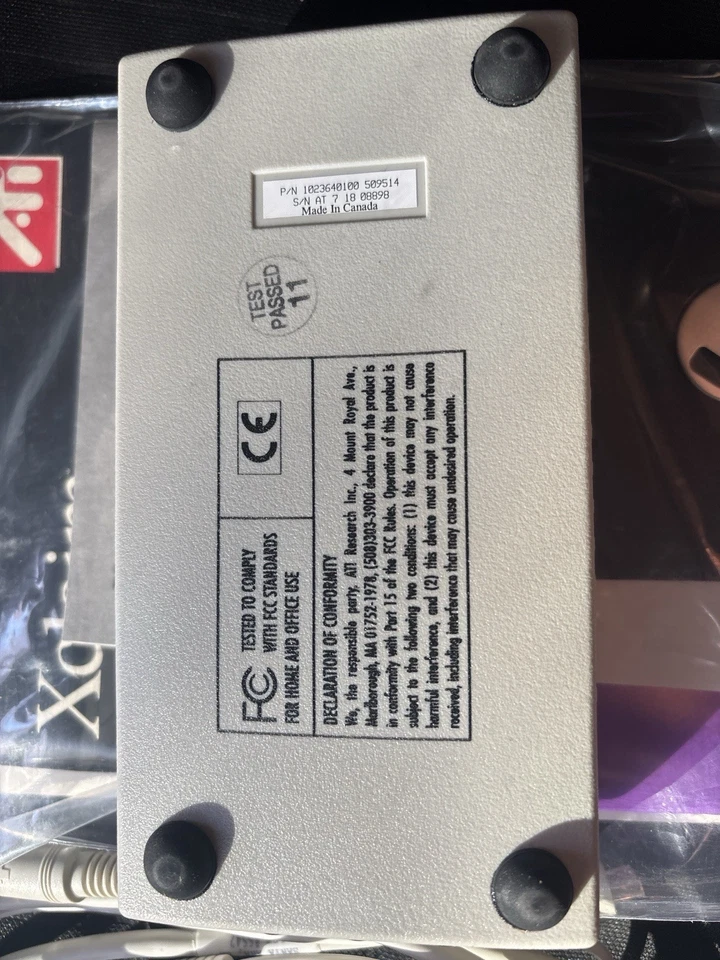 P/N 1023640100 509514
S/N AT 7 18 08898
Made In Canada
TEST
PASSED
11
CE
FC TESTED TO COMPLY
WITH FCC STANDARDS
FOR HOME AND OFFICE USE
DECLARATION OF CONFORMITY
We, the responsible party, ATI Research Inc., 4 Mount Royal Ave.,
Marlborough, MA 01752-1978, (508)303-3900 declare that the product is
in conformity with Part 15 of the FCC Rules. Operation of this product is
subject to the following two conditions: (1) this device may not cause
harmful interference, and (2) this device must accept any interference
received, including interference that may cause undesired operation.
ATI